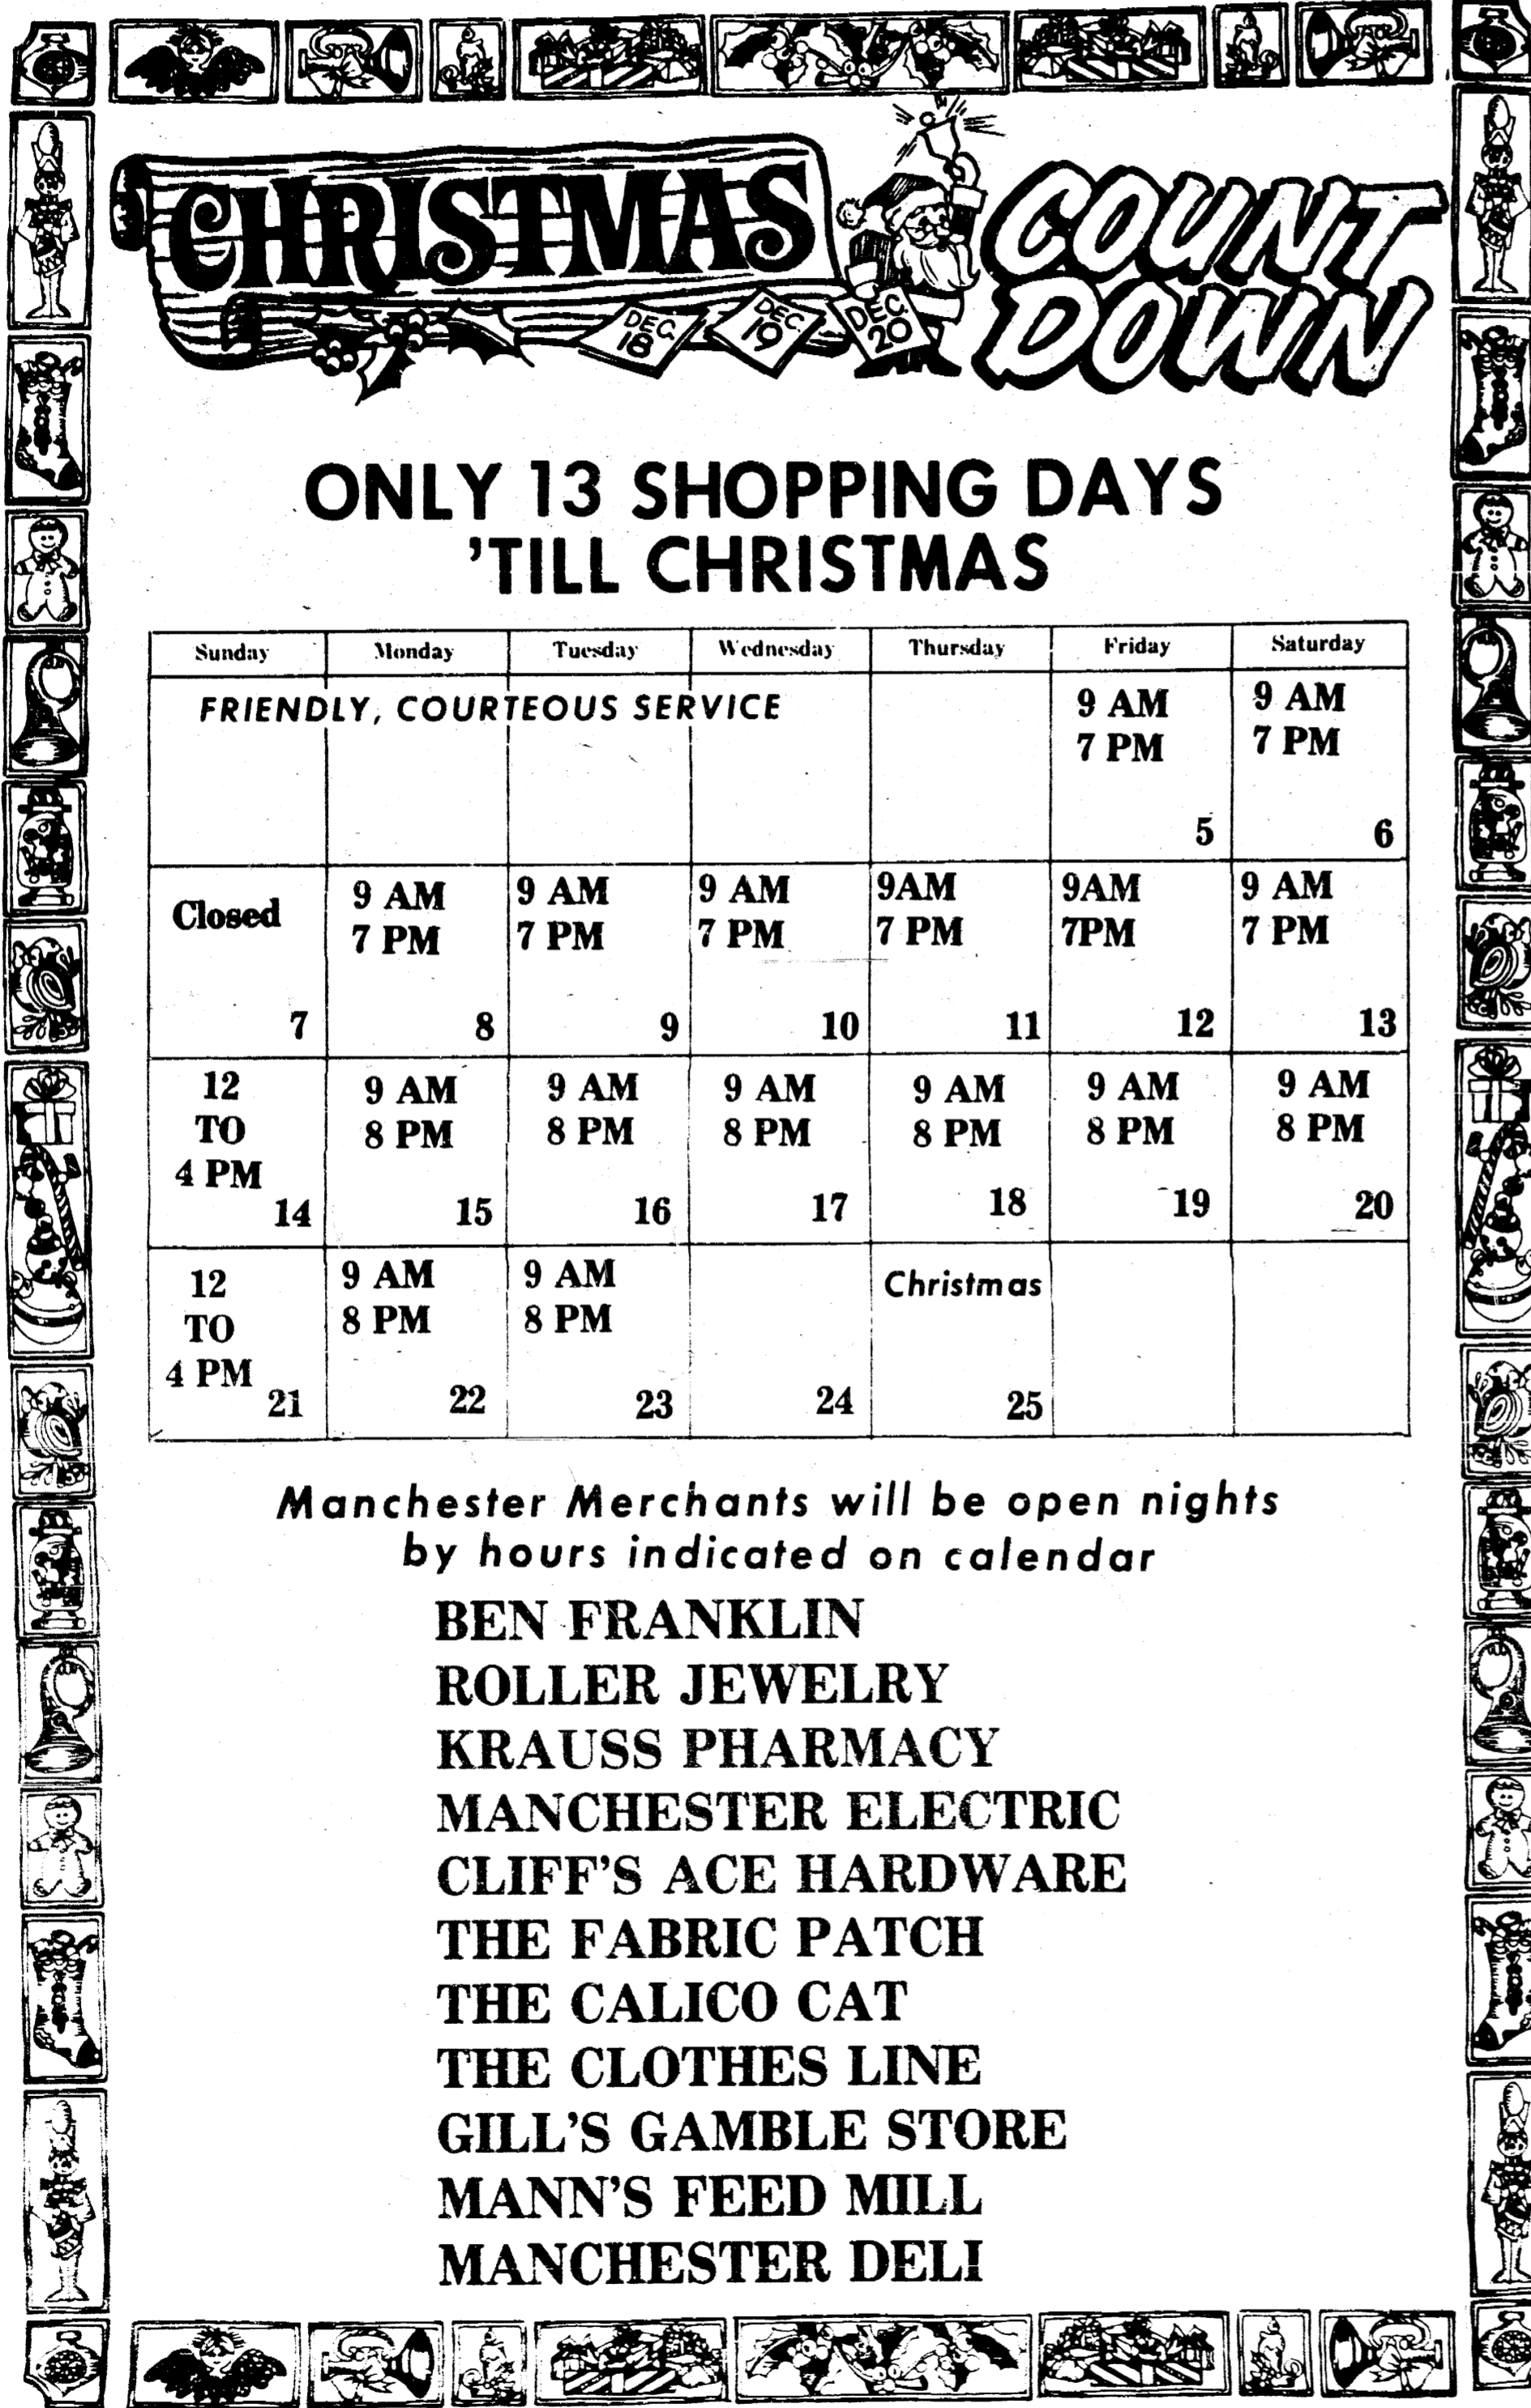 CHRISTMAS
COUNT
DOWN
DEC.
18
DEC
19
DEC.
20
ONLY 13 SHOPPING DAYS
'TILL CHRISTMAS
Sunday Monday Tuesday Wednesday Thursday Friday Saturday
FRIENDLY, COURTEOUS SERVICE
9 AM 9 AM
7 PM 7 PM
5 6
Closed 9 AM 9 AM 9 AM 9AM 9AM 9 AM
7 PM 7 PM 7 PM 7 PM 7PM 7 PM
7 8 9 10 11 12 13
12 9 AM 9 AM 9 AM 9 AM 9 AM 9 AM
TO 8 PM 8 PM 8 PM 8 PM 8 PM 8 PM
4 PM
14 15 16 17 18 19 20
12 9 AM 9 AM Christmas
TO 8 PM 8 PM
4 PM
21 22 23 24 25
Manchester Merchants will be open nights
by hours indicated on calendar
BEN FRANKLIN
ROLLER JEWELRY
KRAUSS PHARMACY
MANCHESTER ELECTRIC
CLIFF'S ACE HARDWARE
THE FABRIC PATCH
THE CALICO CAT
THE CLOTHES LINE
GILL'S GAMBLE STORE
MANN'S FEED MILL
MANCHESTER DELI